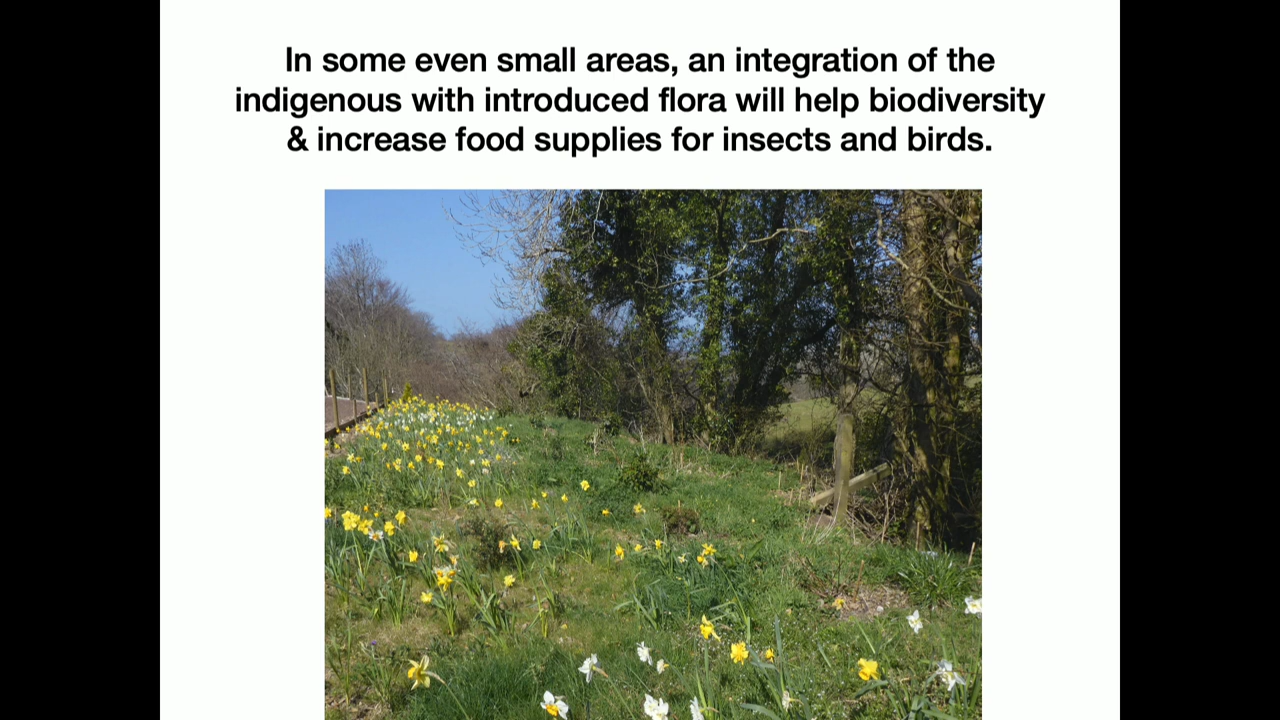 In some even small areas, an integration of the
indigenous with introduced flora will help biodiversity
& increase food supplies for insects and birds.